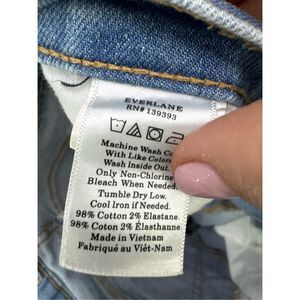 EVERLANE
RN# 139393
Machine Wash Co
With Like Colors
Wash Inside Out.
Only Non-Chlorine
Bleach When Needed.
Tumble Dry Low.
Cool Iron if Needed.
98% Cotton 2% Elastane.
98% Coton 2% Élasthanne.
Made in Vietnam
Fabriqué au Viêt-Nam